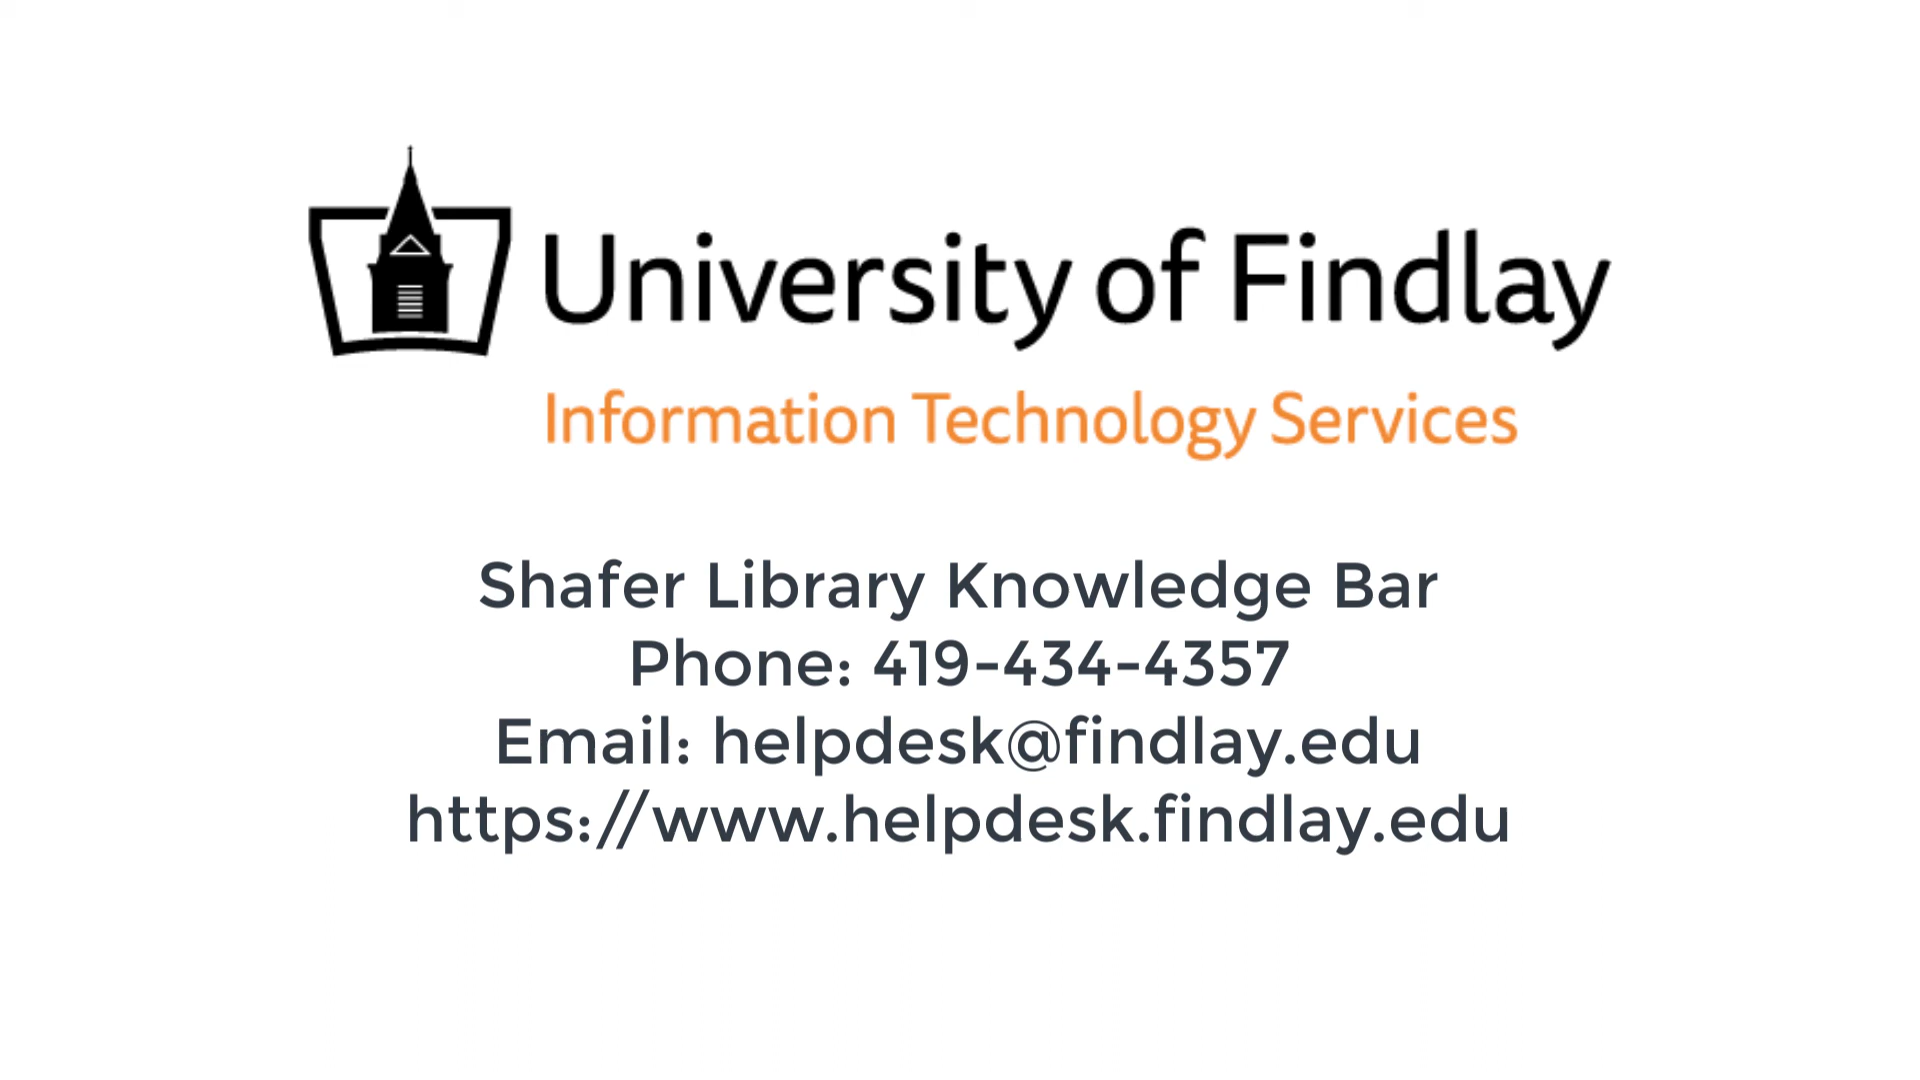 University of Findlay
Information Technology Services
Shafer Library Knowledge Bar
Phone: 419-434-4357
Email: helpdesk@findlay.edu
https://www.helpdesk.findlay.edu